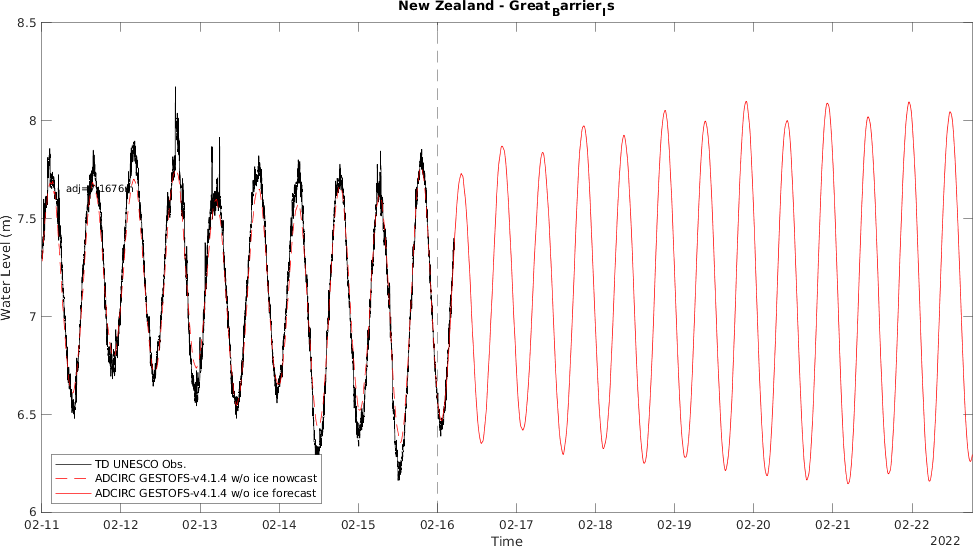 New Zealand - Great_Barrier_Is
8.5
8
7.5
7
6.5
6
Water Level (m)
TD UNESCO Obs.
ADCIRC GESTOFS-v4.1.4 w/o ice nowcast
ADCIRC GESTOFS-v4.1.4 w/o ice forecast
02-11 02-12 02-13 02-14 02-15 02-16 02-17 02-18 02-19 02-20 02-21 02-22
Time
2022